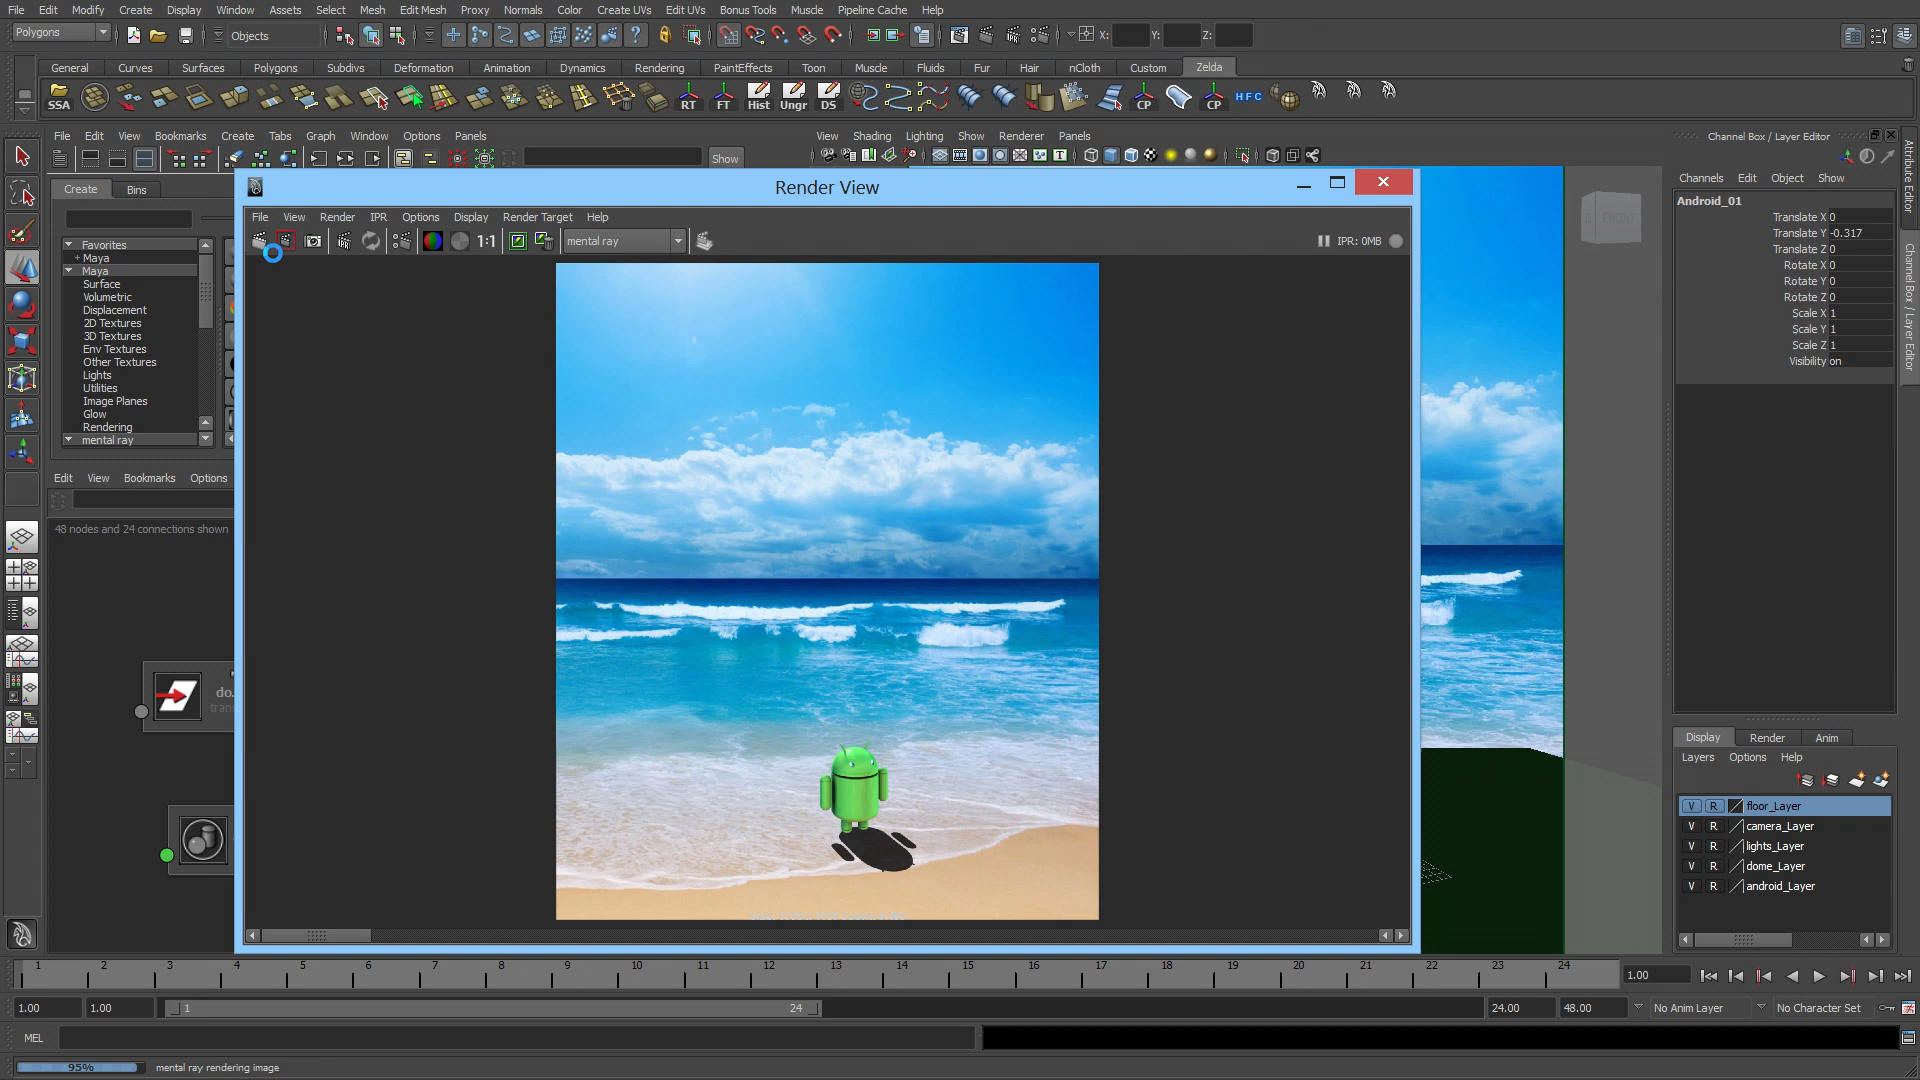 File Edit Modify Create Display Window Assets Select Mesh Edit Mesh Proxy Normals Color Create UVs Edit UVs Bonus Tools Muscle Pipeline Cache Help
Polygons Objects X: Y: Z:
General Curves Surfaces Polygons Subdivs Deformation Animation Dynamics Rendering PaintEffects Toon Muscle Fluids Fur Hair nCloth Custom Zelda
SSA RT FT Hist Ungr DS CP CP HFC
File Edit View Bookmarks Create Tabs Graph Window Options Panels
View Shading Lighting Show Renderer Panels
Channel Box / Layer Editor
Show
Create Bins
Render View
Channels Edit Object Show
File View Render IPR Options Display Render Target Help
1:1 mental ray IPR: 0MB
Favorites
+ Maya
Maya
Surface
Volumetric
Displacement
2D Textures
3D Textures
Env Textures
Other Textures
Lights
Utilities
Image Planes
Glow
Rendering
mental ray
Edit View Bookmarks Options
48 nodes and 24 connections shown
do.
trans
FRONT
Android_01
Translate X 0
Translate Y -0.317
Translate Z 0
Rotate X 0
Rotate Y 0
Rotate Z 0
Scale X 1
Scale Y 1
Scale Z 1
Visibility on
Attribute Editor
Channel Box / Layer Editor
Display Render Anim
Layers Options Help
V R floor_Layer
V R camera_Layer
V R lights_Layer
V R dome_Layer
V R android_Layer
1 2 3 4 5 6 7 8 9 10 11 12 13 14 15 16 17 18 19 20 21 22 23 24 1.00
1.00 1.00 1 24 24.00 48.00 No Anim Layer No Character Set
MEL
95% mental ray rendering image